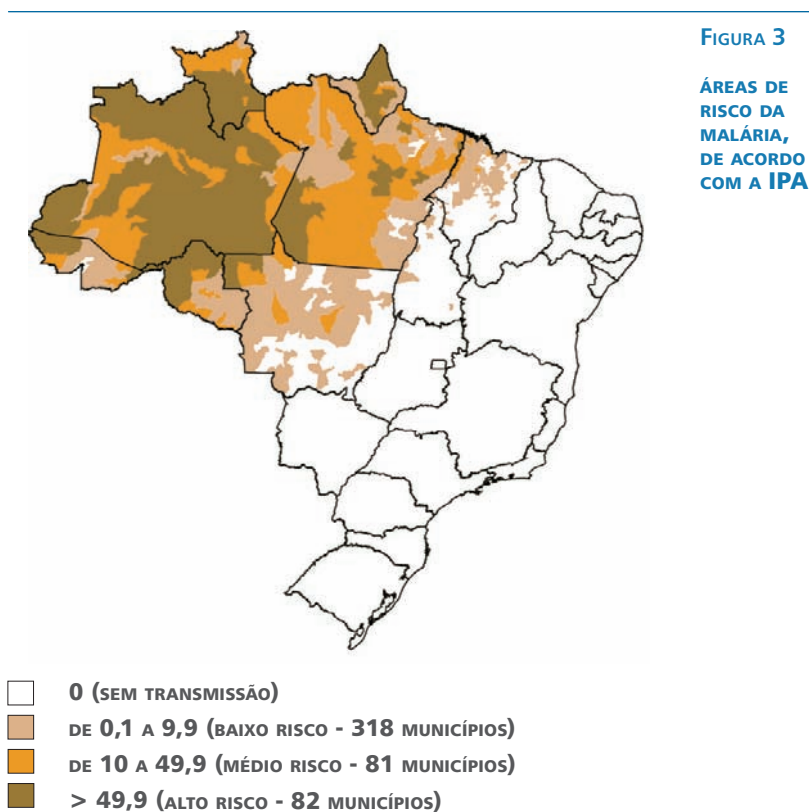 Figura 3
áreas de
risco da
malária,
de acordo
com a IPA
0 (sem transmissão)
de 0,1 a 9,9 (baixo risco - 318 municípios)
de 10 a 49,9 (médio risco - 81 municípios)
> 49,9 (alto risco - 82 municípios)